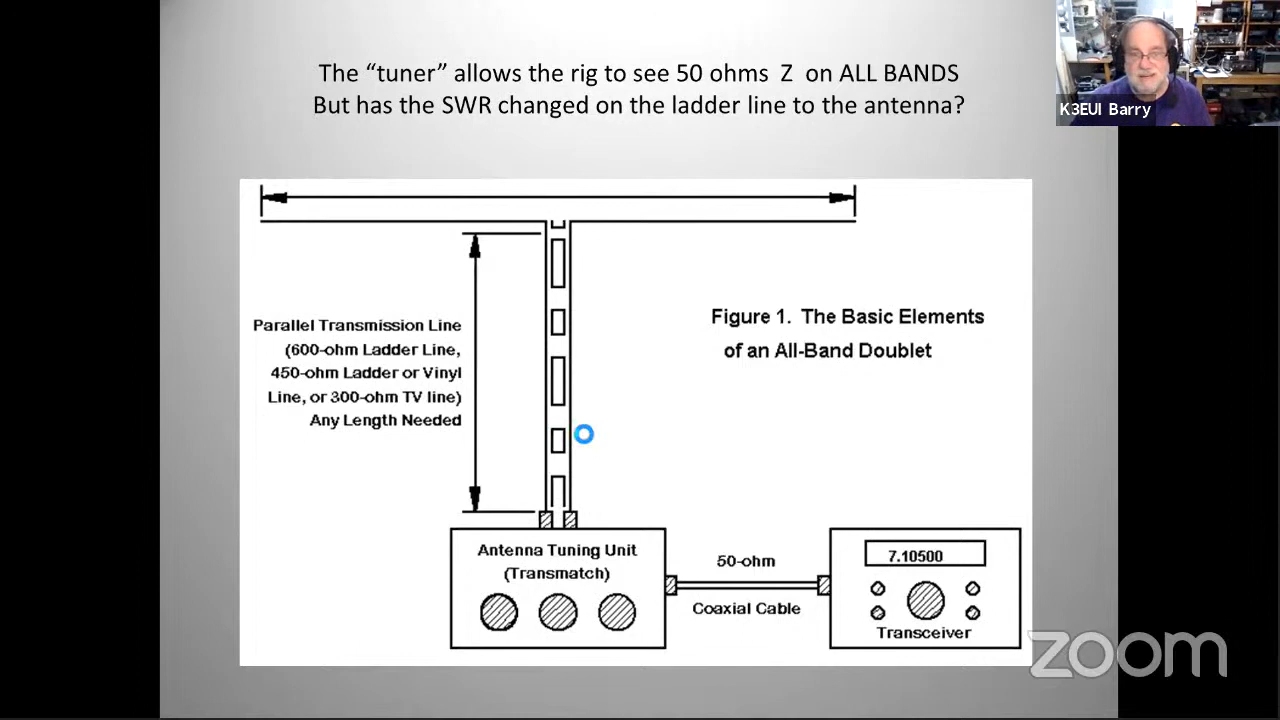 The “tuner” allows the rig to see 50 ohms Z on ALL BANDS
But has the SWR changed on the ladder line to the antenna?
K3EUI Barry
Parallel Transmission Line
(600-ohm Ladder Line,
450-ohm Ladder or Vinyl
Line, or 300-ohm TV line)
Any Length Needed
Figure 1. The Basic Elements
of an All-Band Doublet
Antenna Tuning Unit
(Transmatch)
50-ohm
Coaxial Cable
7.10500
Transceiver
zoom